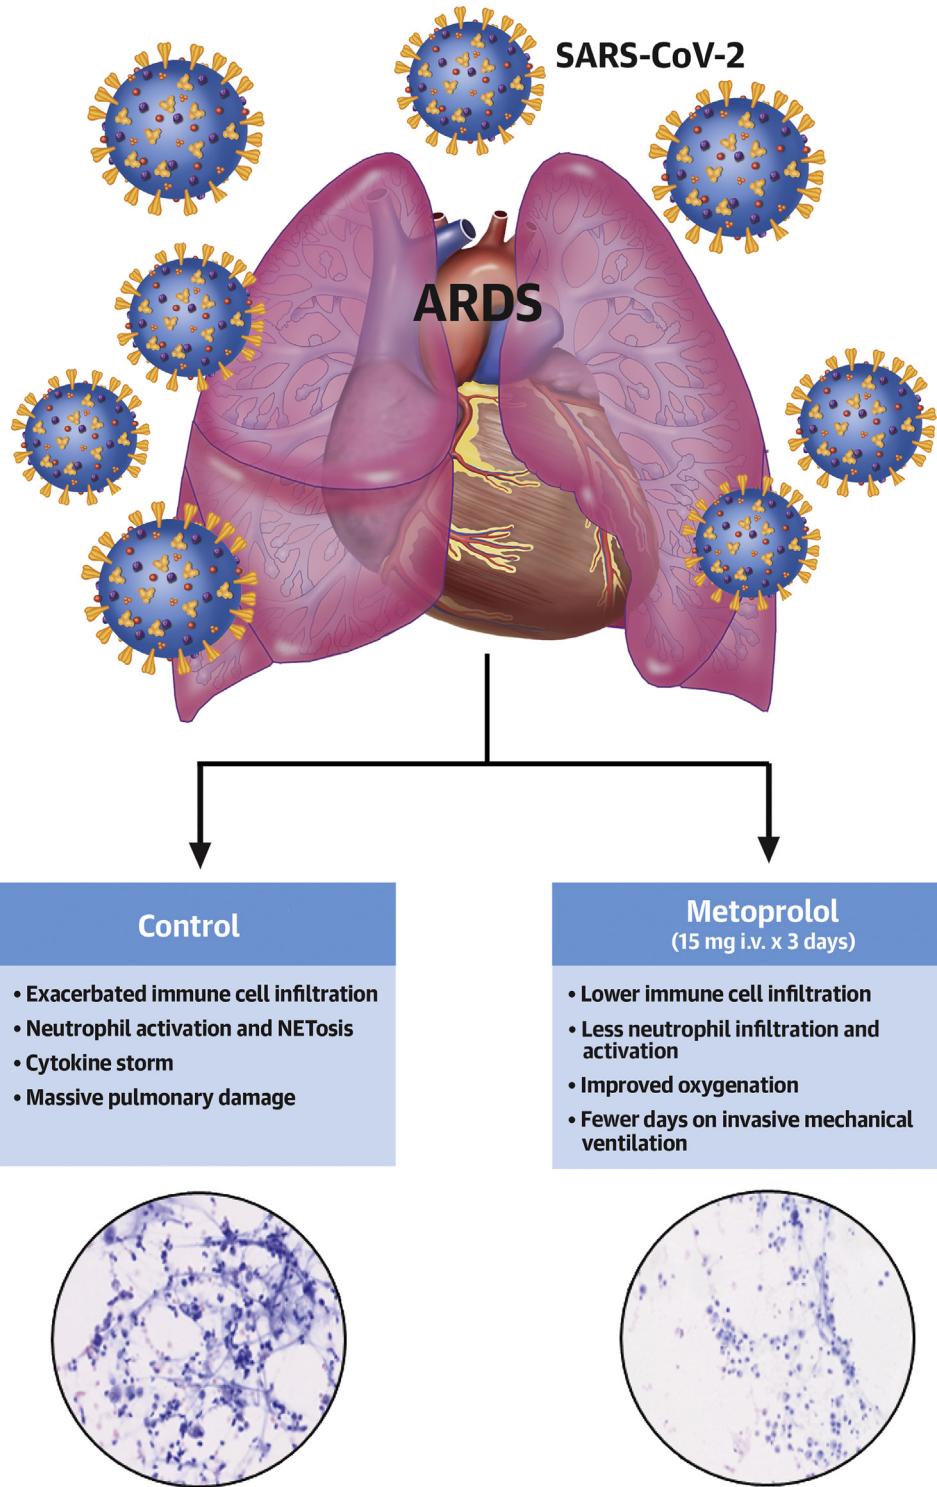 SARS-CoV-2
ARDS
Control
• Exacerbated immune cell infiltration
• Neutrophil activation and NETosis
• Cytokine storm
• Massive pulmonary damage
Metoprolol
(15 mg i.v. x 3 days)
• Lower immune cell infiltration
• Less neutrophil infiltration and
activation
• Improved oxygenation
• Fewer days on invasive mechanical
ventilation